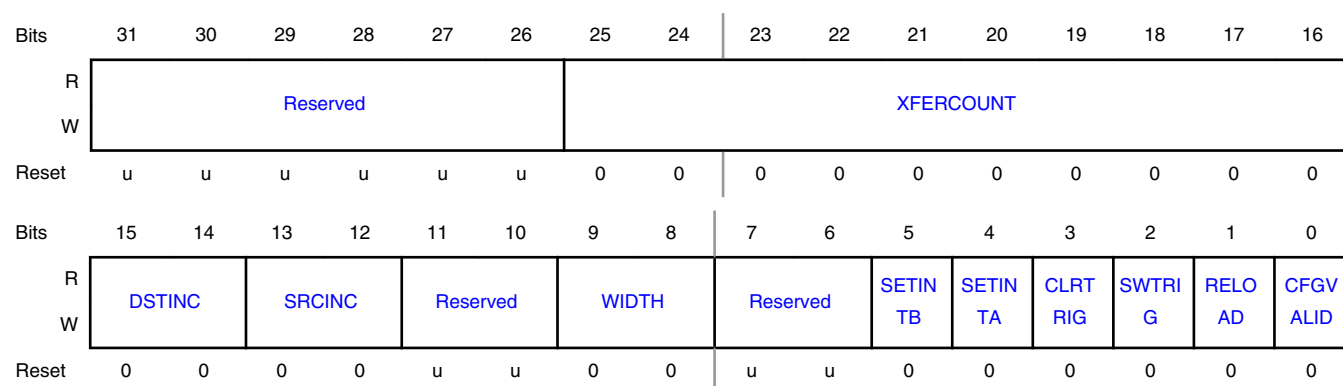 Bits 31 30 29 28 27 26 25 24 23 22 21 20 19 18 17 16
R
Reserved XFERCOUNT
W
Reset u u u u u u 0 0 0 0 0 0 0 0 0 0
Bits 15 14 13 12 11 10 9 8 7 6 5 4 3 2 1 0
R
DSTINC SRCINC Reserved WIDTH Reserved SETIN TB SETIN TA CLRT RIG SWTRI G RELO AD CFGV ALID
W
Reset 0 0 0 0 u u 0 0 u u 0 0 0 0 0 0